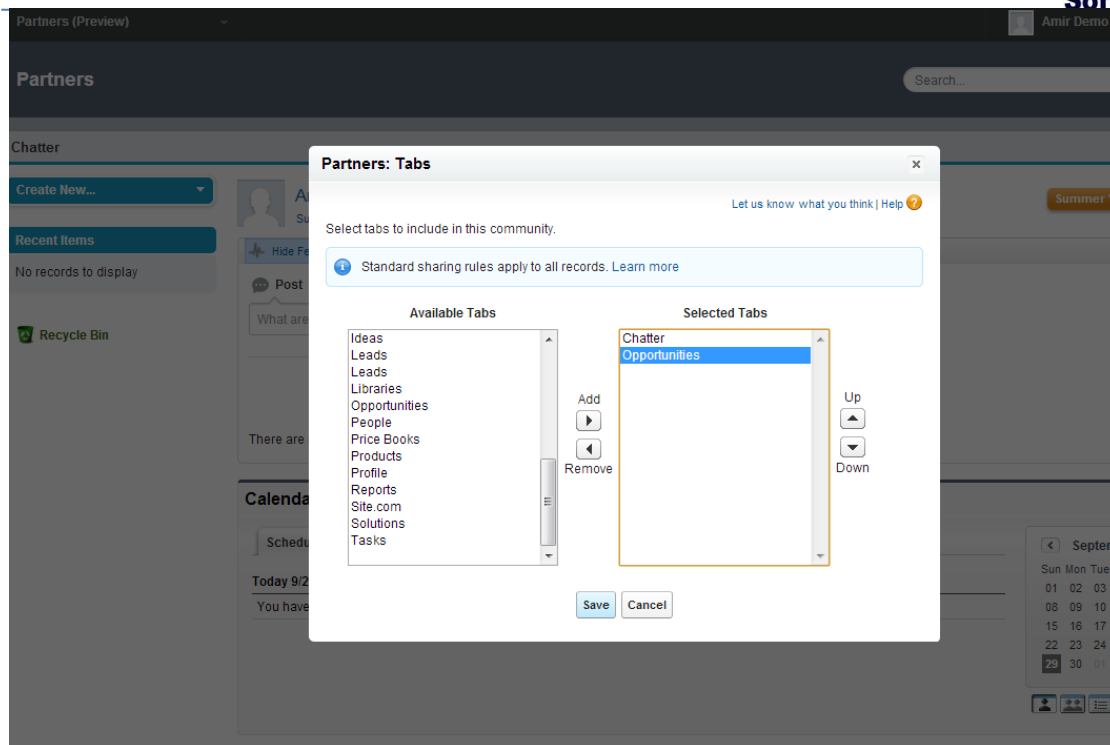 Partners (Preview)
Amir Demo
Partners
Search...
Chatter
Create New...
Recent Items
No records to display
Recycle Bin
Hide Fe
Post
What are
There are
Calenda
Schedu
Today 9/2
You have
Summer
Partners: Tabs
Let us know what you think | Help
Select tabs to include in this community.
Standard sharing rules apply to all records. Learn more
Available Tabs
Ideas
Leads
Leads
Libraries
Opportunities
People
Price Books
Products
Profile
Reports
Site.com
Solutions
Tasks
Add
Remove
Selected Tabs
Chatter
Opportunities
Up
Down
Save Cancel
Septe
Sun Mon Tue
01 02 03
08 09 10
15 16 17
22 23 24
29 30 01